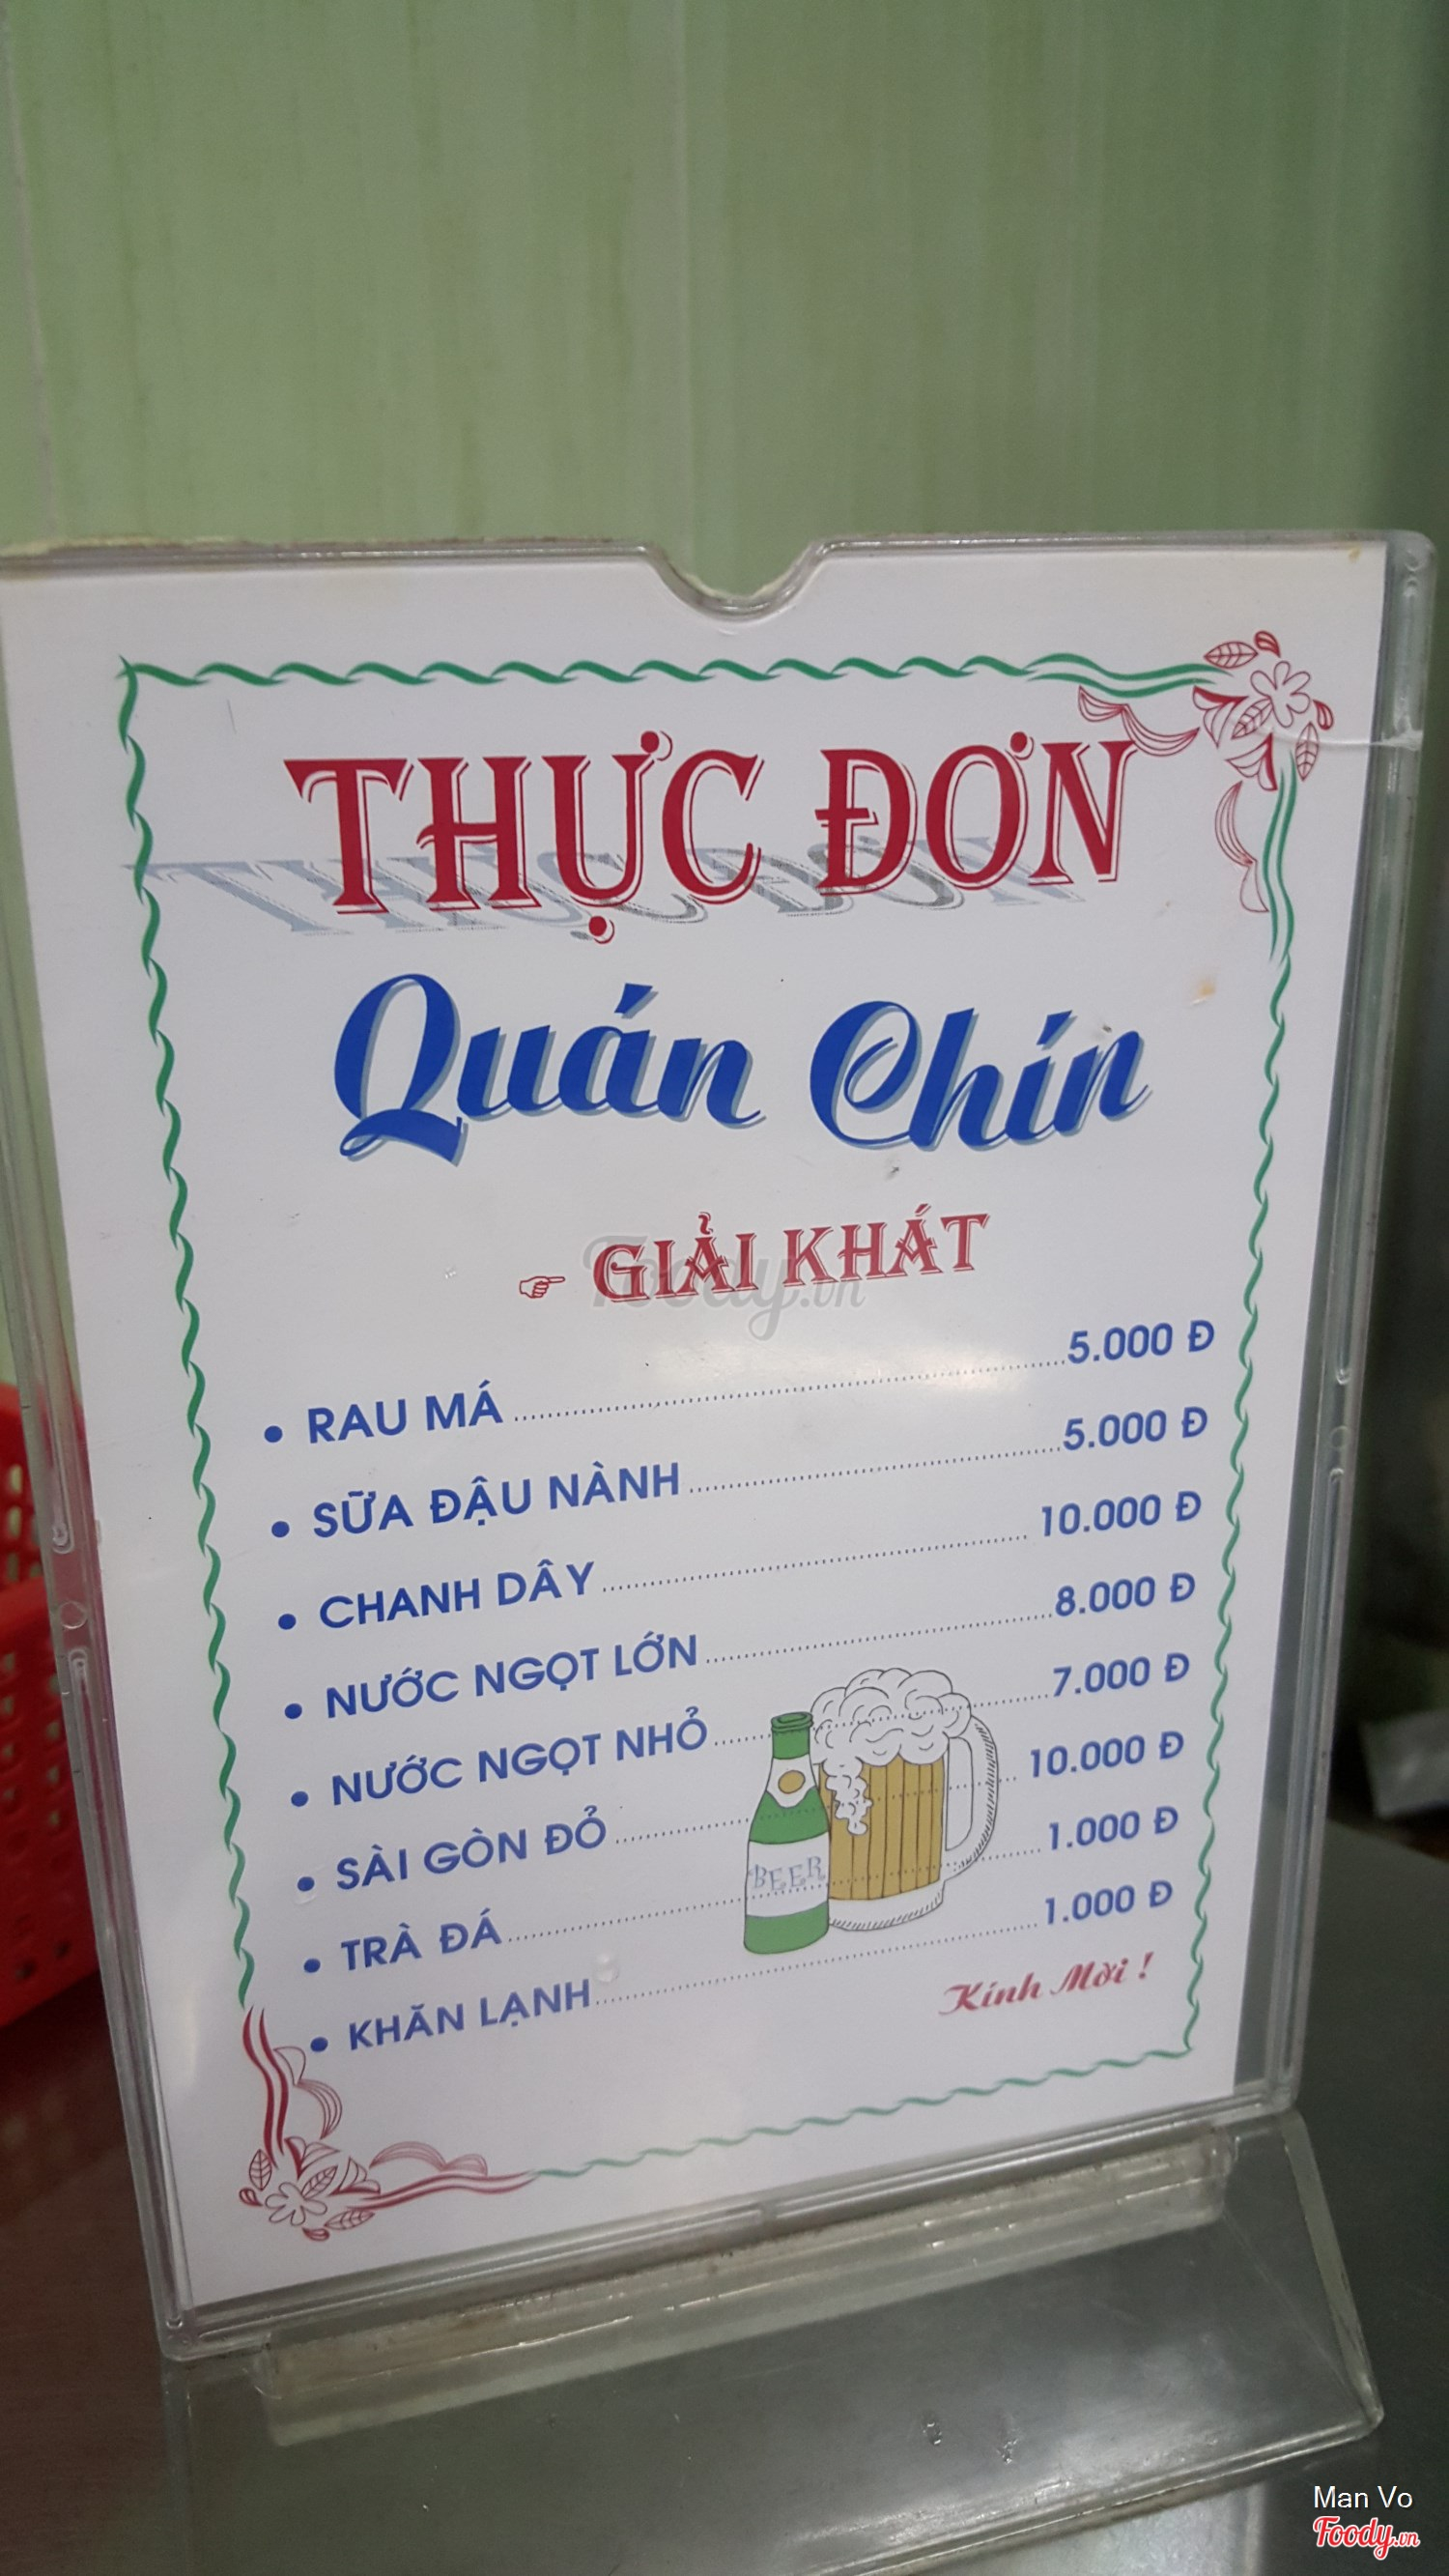 THỰC ĐƠN
Quán Chín
☞ GIẢI KHÁT
• RAU MÁ 5.000 Đ
• SỮA ĐẬU NÀNH 5.000 Đ
• CHANH DÂY 10.000 Đ
• NƯỚC NGỌT LỚN 8.000 Đ
• NƯỚC NGỌT NHỎ 7.000 Đ
• SÀI GÒN ĐỎ 10.000 Đ
• TRÀ ĐÁ 1.000 Đ
• KHĂN LẠNH 1.000 Đ
BEER
Kính Mời !
Foody.vn
Man Vo
Foody.vn